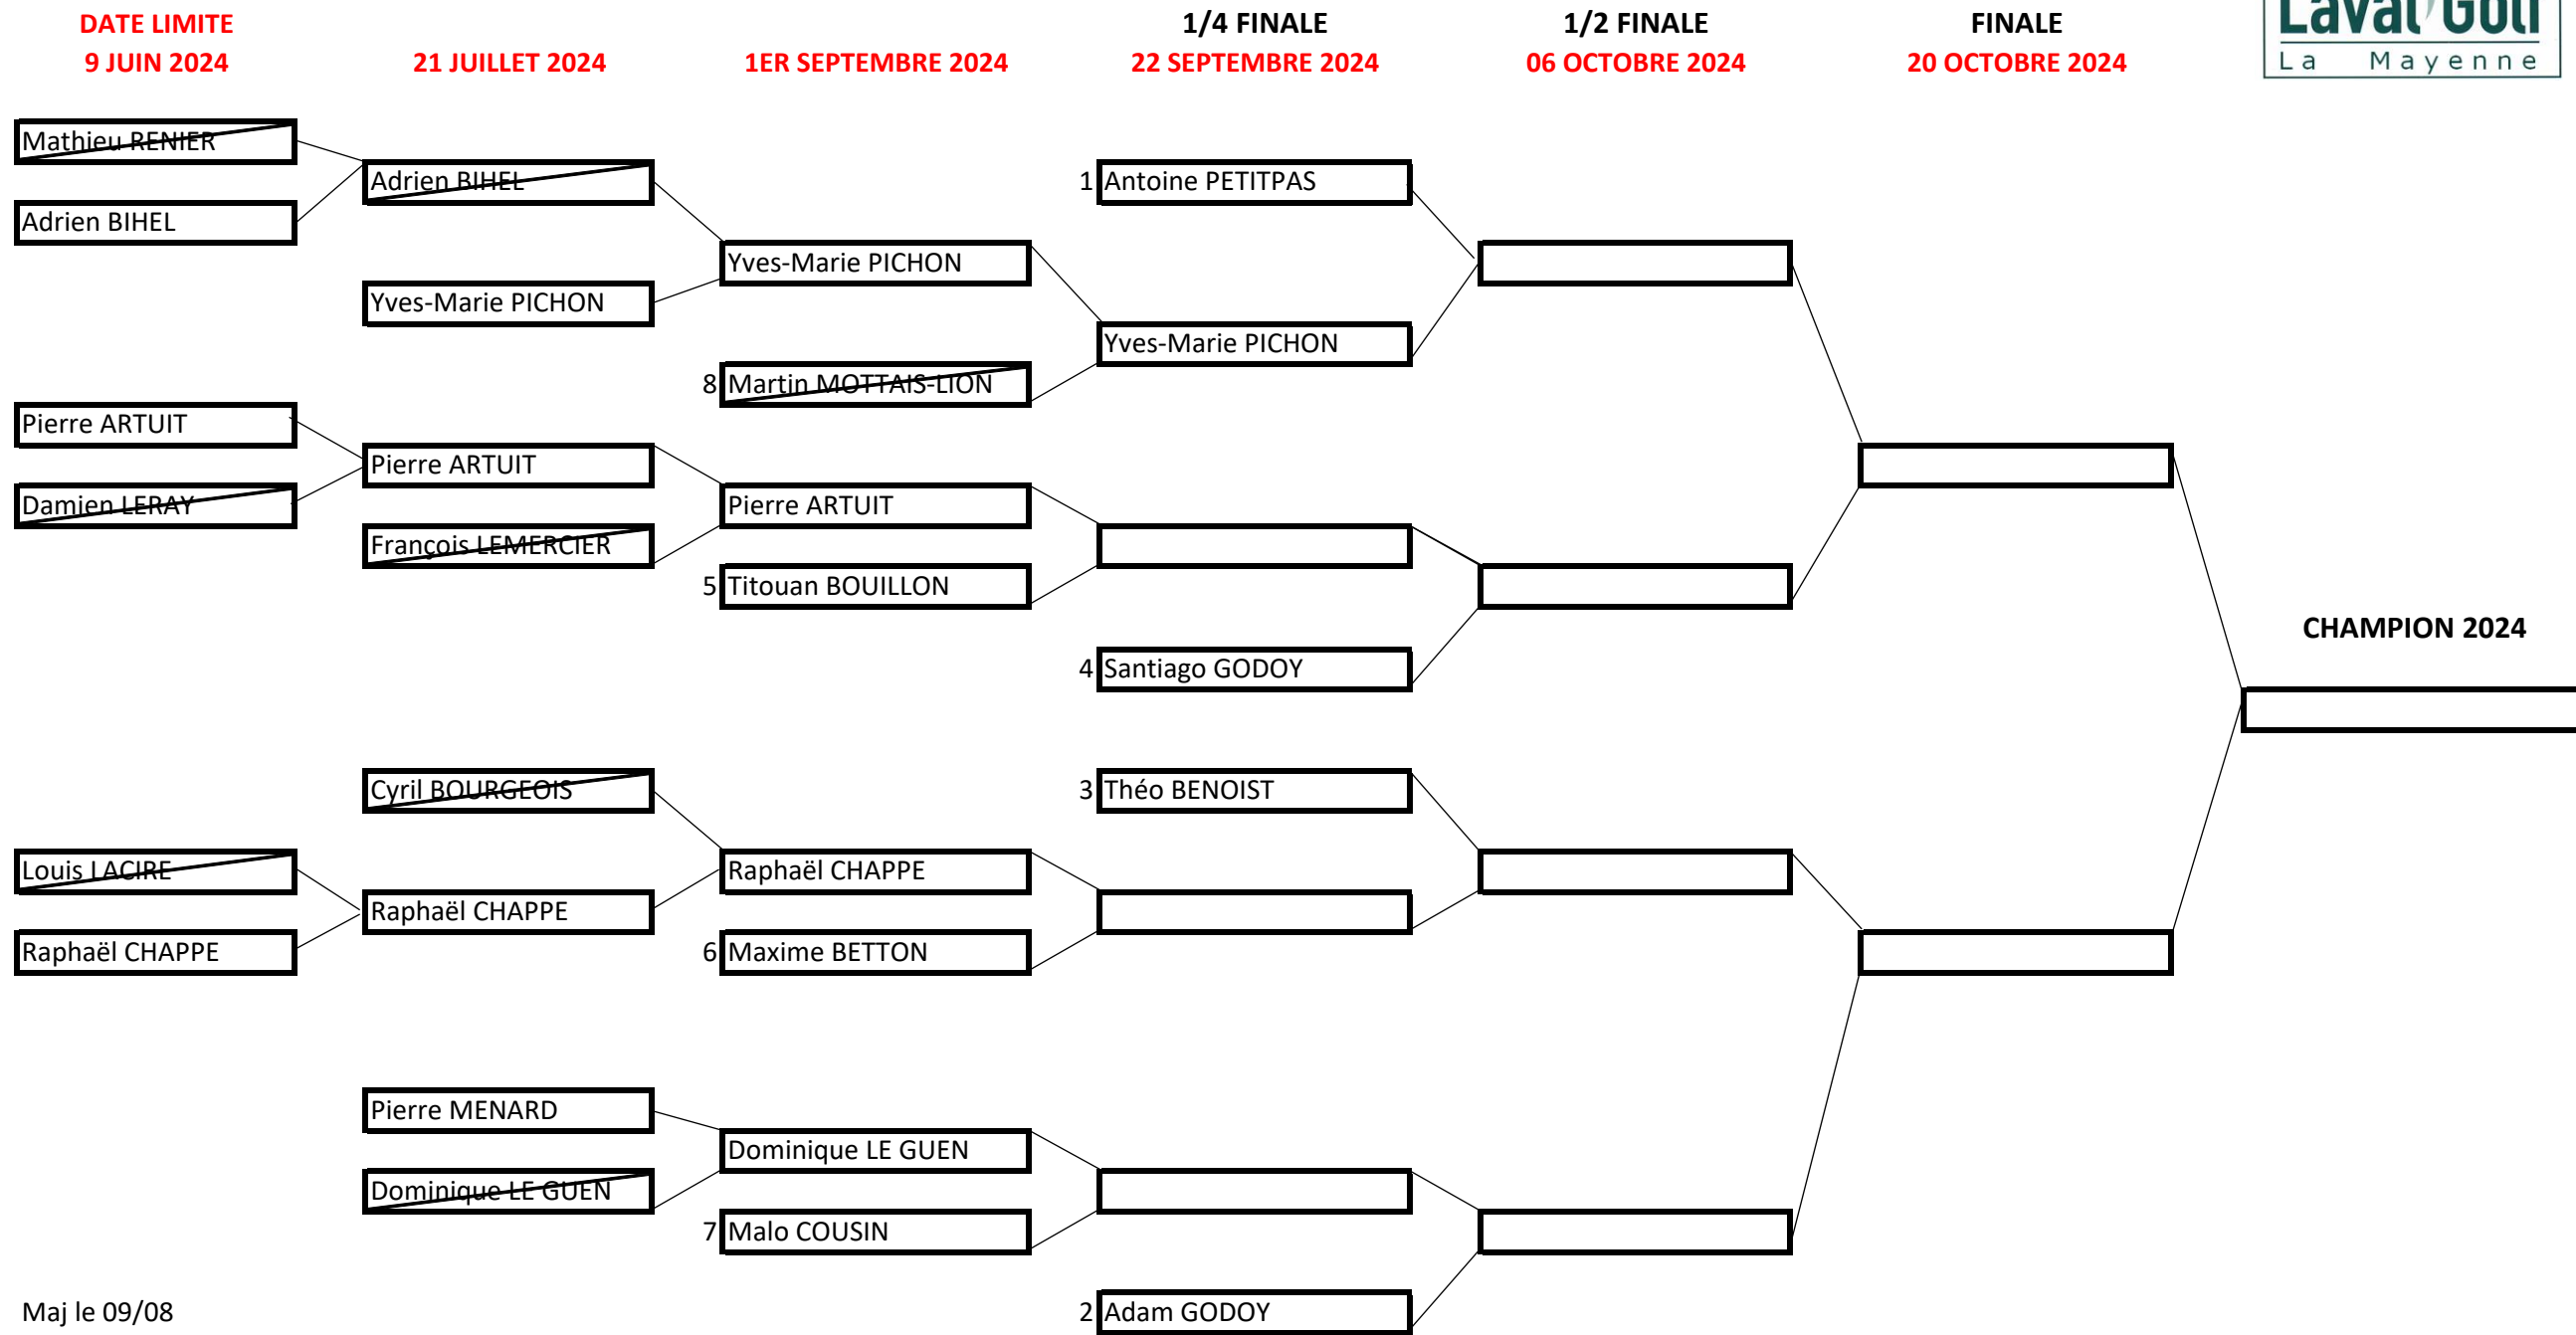 DATE LIMITE
9 JUIN 2024
21 JUILLET 2024
1ER SEPTEMBRE 2024
1/4 FINALE
22 SEPTEMBRE 2024
1/2 FINALE
06 OCTOBRE 2024
FINALE
20 OCTOBRE 2024
Laval Golf
La Mayenne
Mathieu RENIER
Adrien BIHEL
1 Antoine PETITPAS
Adrien BIHEL
Yves-Marie PICHON
Yves-Marie PICHON
Yves-Marie PICHON
8 Martin MOTTAIS-LION
Pierre ARTUIT
Pierre ARTUIT
Damien LERAY
Pierre ARTUIT
François LEMERCIER
5 Titouan BOUILLON
CHAMPION 2024
4 Santiago GODOY
Cyril BOURGEOIS
3 Théo BENOIST
Louis LACIRE
Raphaël CHAPPE
Raphaël CHAPPE
Raphaël CHAPPE
6 Maxime BETTON
Pierre MENARD
Dominique LE GUEN
Dominique LE GUEN
7 Malo COUSIN
Maj le 09/08
2 Adam GODOY